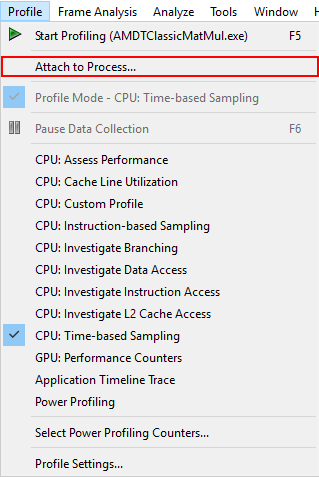 Profile Frame Analysis Analyze Tools Window H
Start Profiling (AMDTClassicMatMul.exe) F5
Attach to Process...
Profile Mode - CPU: Time-based Sampling
Pause Data Collection F6
CPU: Assess Performance
CPU: Cache Line Utilization
CPU: Custom Profile
CPU: Instruction-based Sampling
CPU: Investigate Branching
CPU: Investigate Data Access
CPU: Investigate Instruction Access
CPU: Investigate L2 Cache Access
CPU: Time-based Sampling
GPU: Performance Counters
Application Timeline Trace
Power Profiling
Select Power Profiling Counters...
Profile Settings...